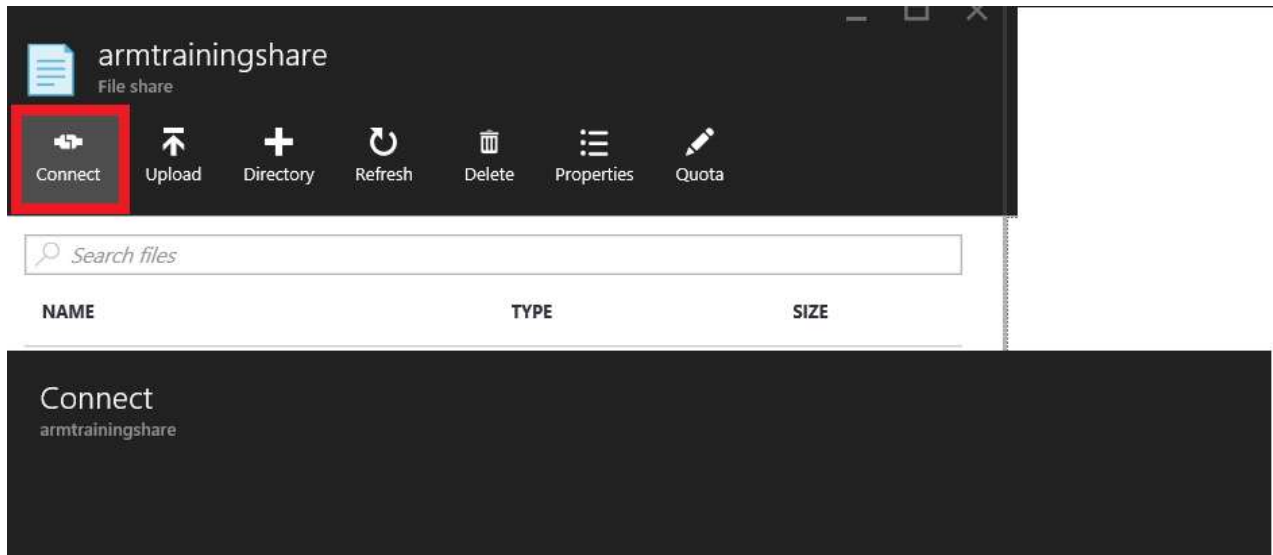 armtrainingshare
File share
Connect Upload Directory Refresh Delete Properties Quota
Search files
NAME TYPE SIZE
Connect
armtrainingshare